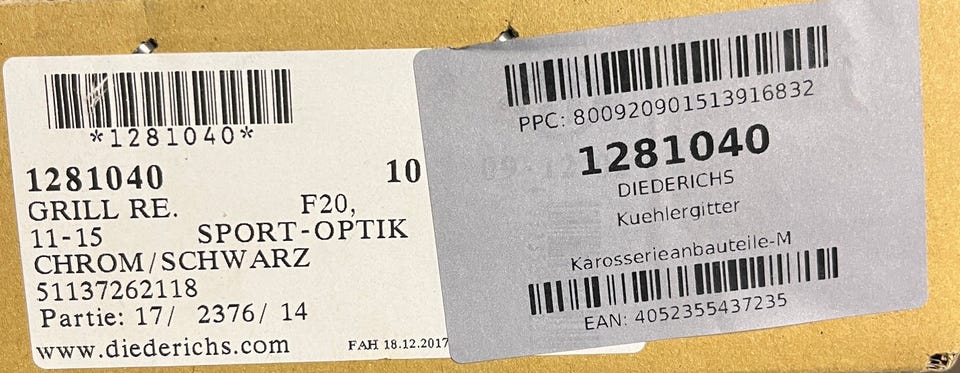 *1281040*
1281040 10
GRILL RE. F20,
11-15 SPORT-OPTIK
CHROM/SCHWARZ
51137262118
Partie: 17/ 2376/ 14
www.diederichs.com FAH 18.12.2017
PPC: 800920901513916832
1281040
DIEDERICHS
Kuehlergitter
Karosserieanbauteile-M
EAN: 4052355437235